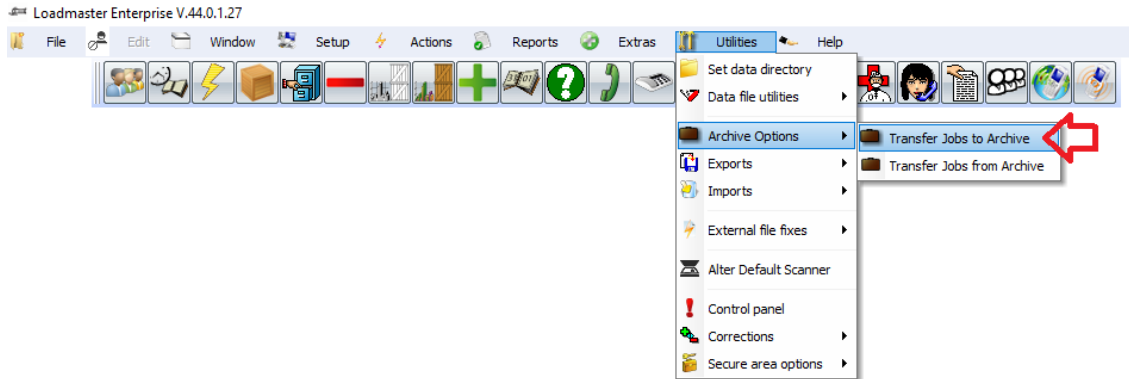 Loadmaster Enterprise V.44.0.1.27
File Edit Window Setup Actions Reports Extras Utilities Help
Set data directory
Data file utilities
Archive Options
Transfer Jobs to Archive
Exports
Transfer Jobs from Archive
Imports
External file fixes
Alter Default Scanner
Control panel
Corrections
Secure area options